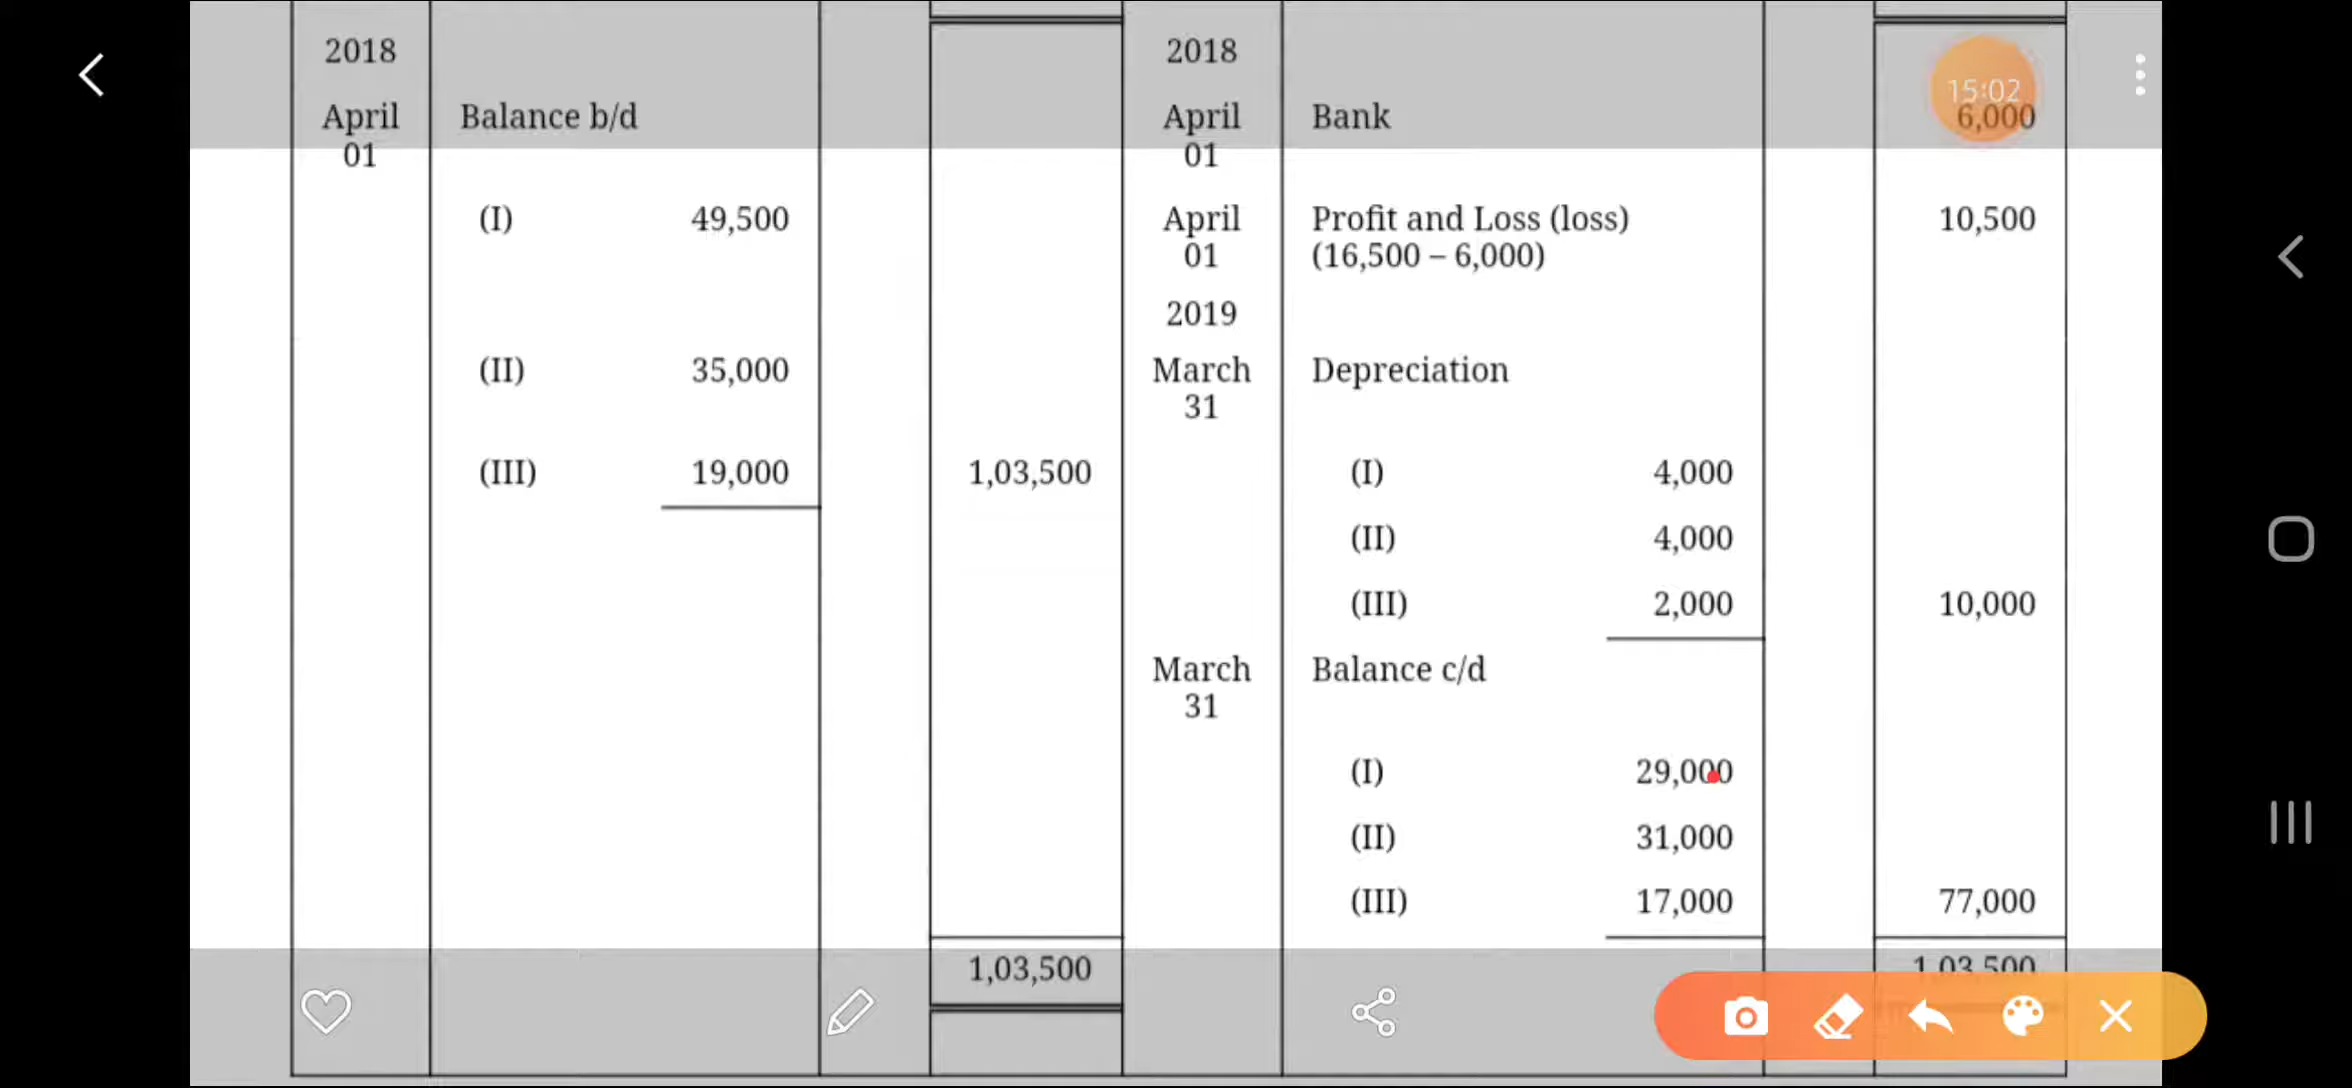 2018 2018
15:02
April Balance b/d April Bank 6,000
01 01
(I) 49,500 April Profit and Loss (loss) 10,500
01 (16,500 – 6,000)
2019
(II) 35,000 March Depreciation
31
(III) 19,000 1,03,500 (I) 4,000
(II) 4,000
(III) 2,000 10,000
March Balance c/d
31
(I) 29,000
(II) 31,000
(III) 17,000 77,000
1,03,500 1,03,500